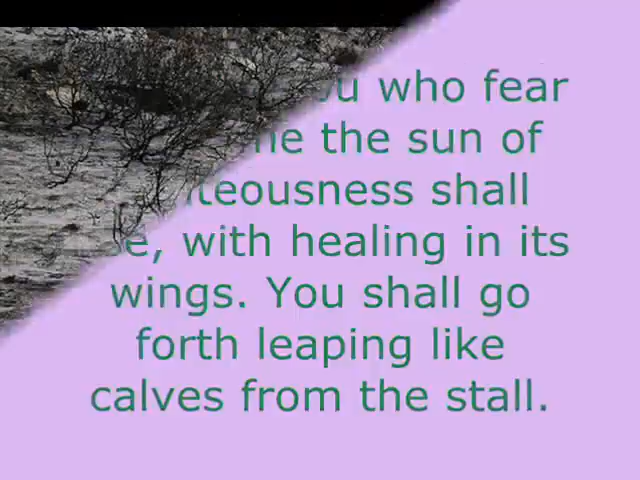 who fear
the sun of
shall
with healing in its
wings. You shall go
forth leaping like
calves from the stall.